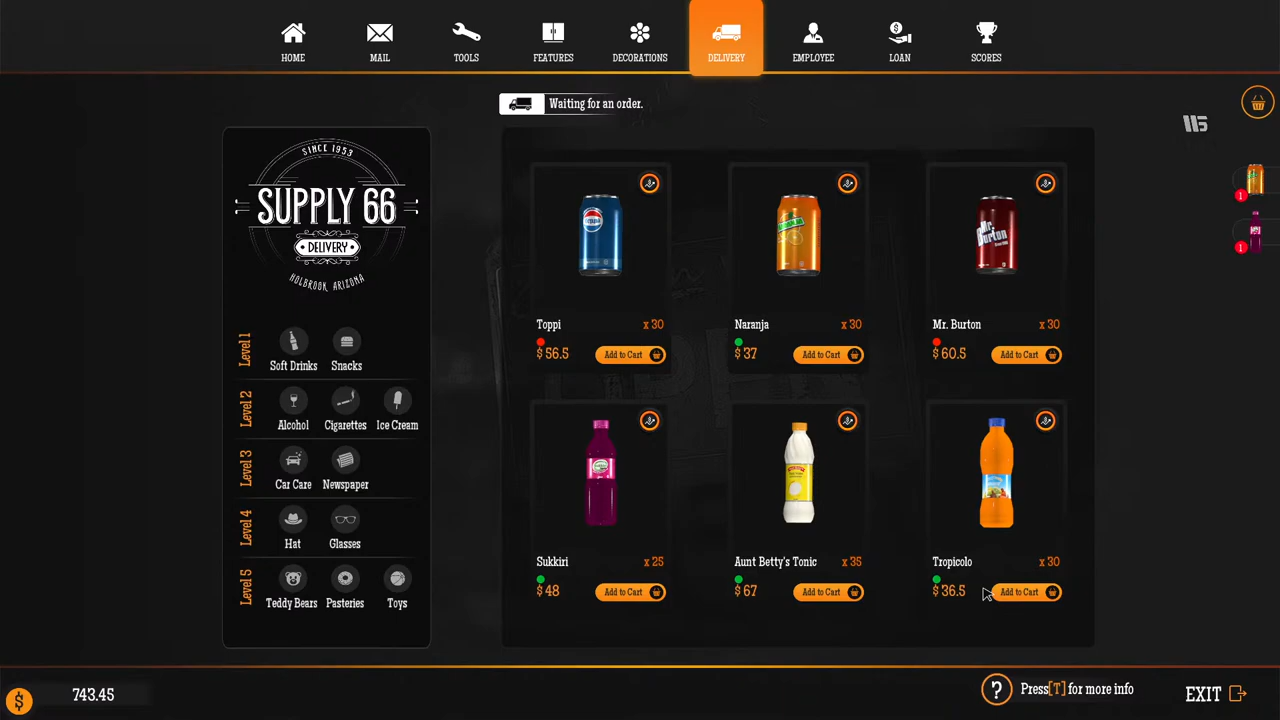 HOME MAIL TOOLS FEATURES DECORATIONS DELIVERY EMPLOYEE LOAN SCORES
Waiting for an order.
SINCE 1953
SUPPLY 66
DELIVERY
HOLBROOK, ARIZONA
Level 1
Soft Drinks Snacks
Level 2
Alcohol Cigarettes Ice Cream
Level 3
Car Care Newspaper
Level 4
Hat Glasses
Level 5
Teddy Bears Pasteries Toys
Mr. Burton
Toppi x 30
$ 56.5 Add to Cart
Naranja x 30
$ 37 Add to Cart
Mr. Burton x 30
$ 60.5 Add to Cart
Sukkiri x 25
$ 48 Add to Cart
Aunt Betty's Tonic x 35
$ 67 Add to Cart
Tropicolo x 30
$ 36.5 Add to Cart
1
1
$ 743.45
? Press[T] for more info
EXIT